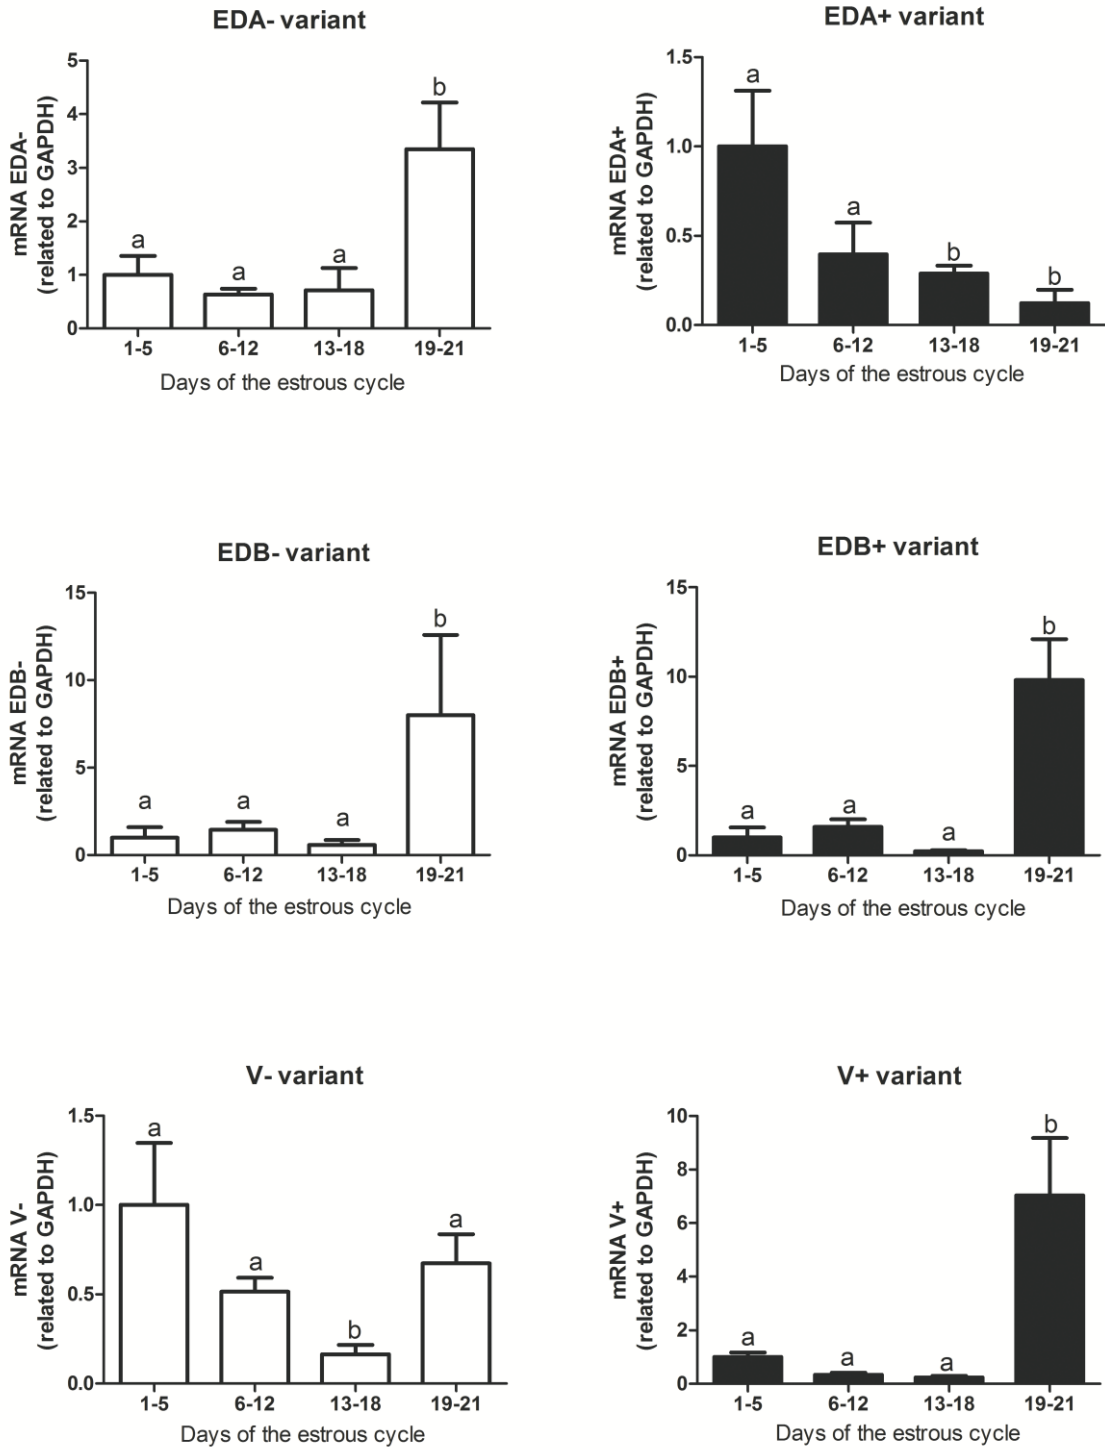 EDA- variant
mRNA EDA-
(related to GAPDH)
5
4
3
2
1
0
a
a
a
b
1-5
6-12
13-18
19-21
Days of the estrous cycle
EDA+ variant
mRNA EDA+
(related to GAPDH)
1.5
1.0
0.5
0.0
a
a
b
b
1-5
6-12
13-18
19-21
Days of the estrous cycle
EDB- variant
mRNA EDB-
(related to GAPDH)
15
10
5
0
a
a
a
b
1-5
6-12
13-18
19-21
Days of the estrous cycle
EDB+ variant
mRNA EDB+
(related to GAPDH)
15
10
5
0
a
a
a
b
1-5
6-12
13-18
19-21
Days of the estrous cycle
V- variant
mRNA V-
(related to GAPDH)
1.5
1.0
0.5
0.0
a
a
b
a
1-5
6-12
13-18
19-21
Days of the estrous cycle
V+ variant
mRNA V+
(related to GAPDH)
10
8
6
4
2
0
a
a
a
b
1-5
6-12
13-18
19-21
Days of the estrous cycle